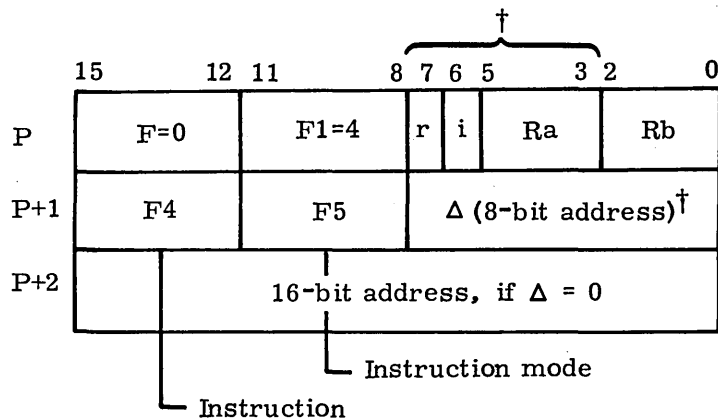 †
15 12 11 8 7 6 5 3 2 0
P F=0 F1=4 r i Ra Rb
P+1 F4 F5 Δ (8-bit address)†
P+2 16-bit address, if Δ = 0
Instruction mode
Instruction